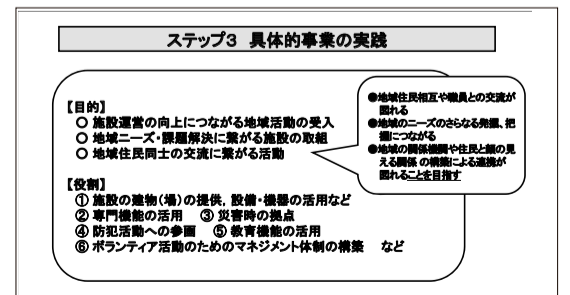 ステップ3 具体的事業の実践
【目的】
○ 施設運営の向上につながる地域活動の受入
○ 地域ニーズ・課題解決に繋がる施設の取組
○ 地域住民同士の交流に繋がる活動
●地域住民相互や職員との交流が
図れる
●地域のニーズのさらなる発掘、把
握につながる
●地域の関係機関や住民と顔の見
える関係 の構築による連携が
図れることを目指す
【役割】
① 施設の建物(場)の提供，設備・機器の活用など
② 専門機能の活用 ③ 災害時の拠点
④ 防犯活動への参画 ⑤ 教育機能の活用
⑥ ボランティア活動のためのマネジメント体制の構築 など